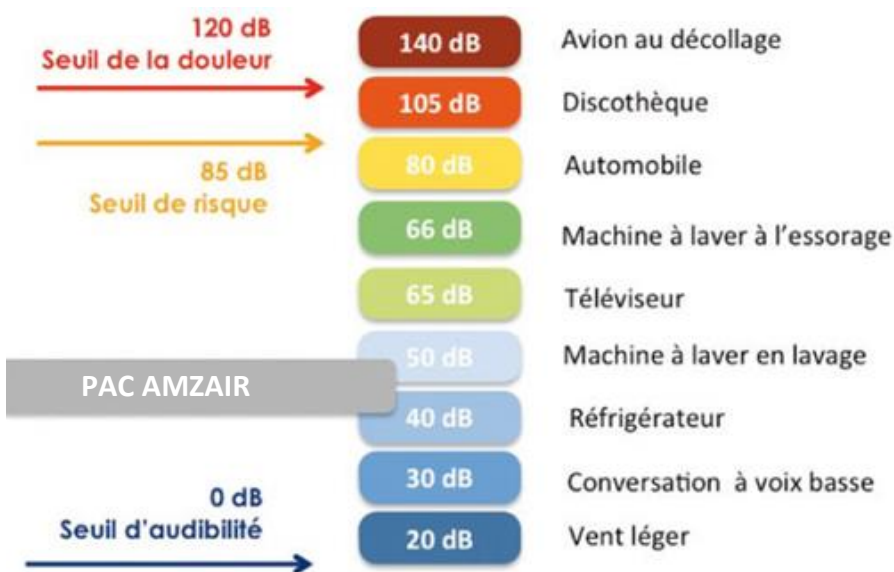 120 dB
Seuil de la douleur
140 dB Avion au décollage
105 dB Discothèque
85 dB
Seuil de risque
80 dB Automobile
66 dB Machine à laver à l'essorage
65 dB Téléviseur
50 dB Machine à laver en lavage
PAC AMZAIR
40 dB Réfrigérateur
30 dB Conversation à voix basse
0 dB
Seuil d'audibilité
20 dB Vent léger